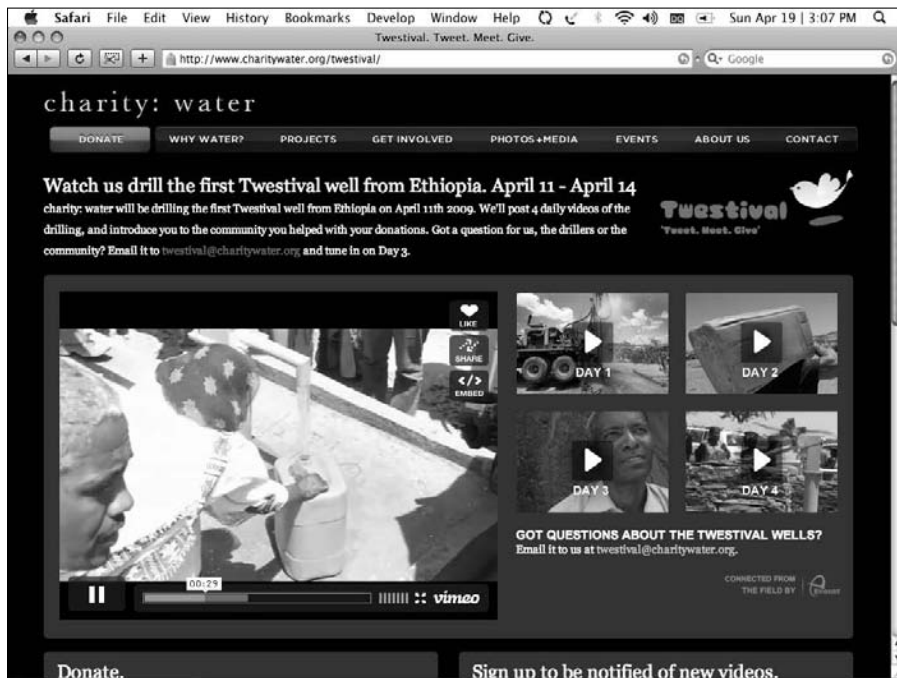 Safari File Edit View History Bookmarks Develop Window Help Sun Apr 19 | 3:07 PM
Twestival. Tweet. Meet. Give.
http://www.charitywater.org/twestival/ Google
charity: water
DONATE WHY WATER? PROJECTS GET INVOLVED PHOTOS+MEDIA EVENTS ABOUT US CONTACT
Watch us drill the first Twestival well from Ethiopia. April 11 - April 14
charity: water will be drilling the first Twestival well from Ethiopia on April 11th 2009. We'll post 4 daily videos of the
drilling, and introduce you to the community you helped with your donations. Got a question for us, the drillers or the
community? Email it to twestival@charitywater.org and tune in on Day 3.
Twestival
'Tweet. Meet. Give'
LIKE
SHARE
EMBED
00:29
vimeo
DAY 1 DAY 2
DAY 3 DAY 4
GOT QUESTIONS ABOUT THE TWESTIVAL WELLS?
Email it to us at twestival@charitywater.org.
CONNECTED FROM
THE FIELD BY
Donate. Sign up to be notified of new videos.